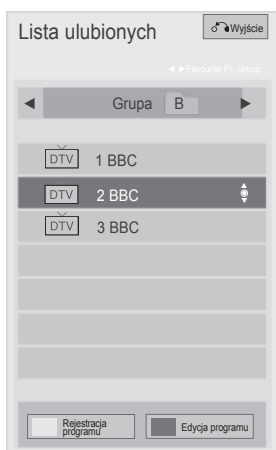 Lista ulubionych
Wyjście
◄ ►Favourite Pr. Group
◄ Grupa B ►
DTV 1 BBC
DTV 2 BBC
DTV 3 BBC
Rejestracja
programu
Edycja programu